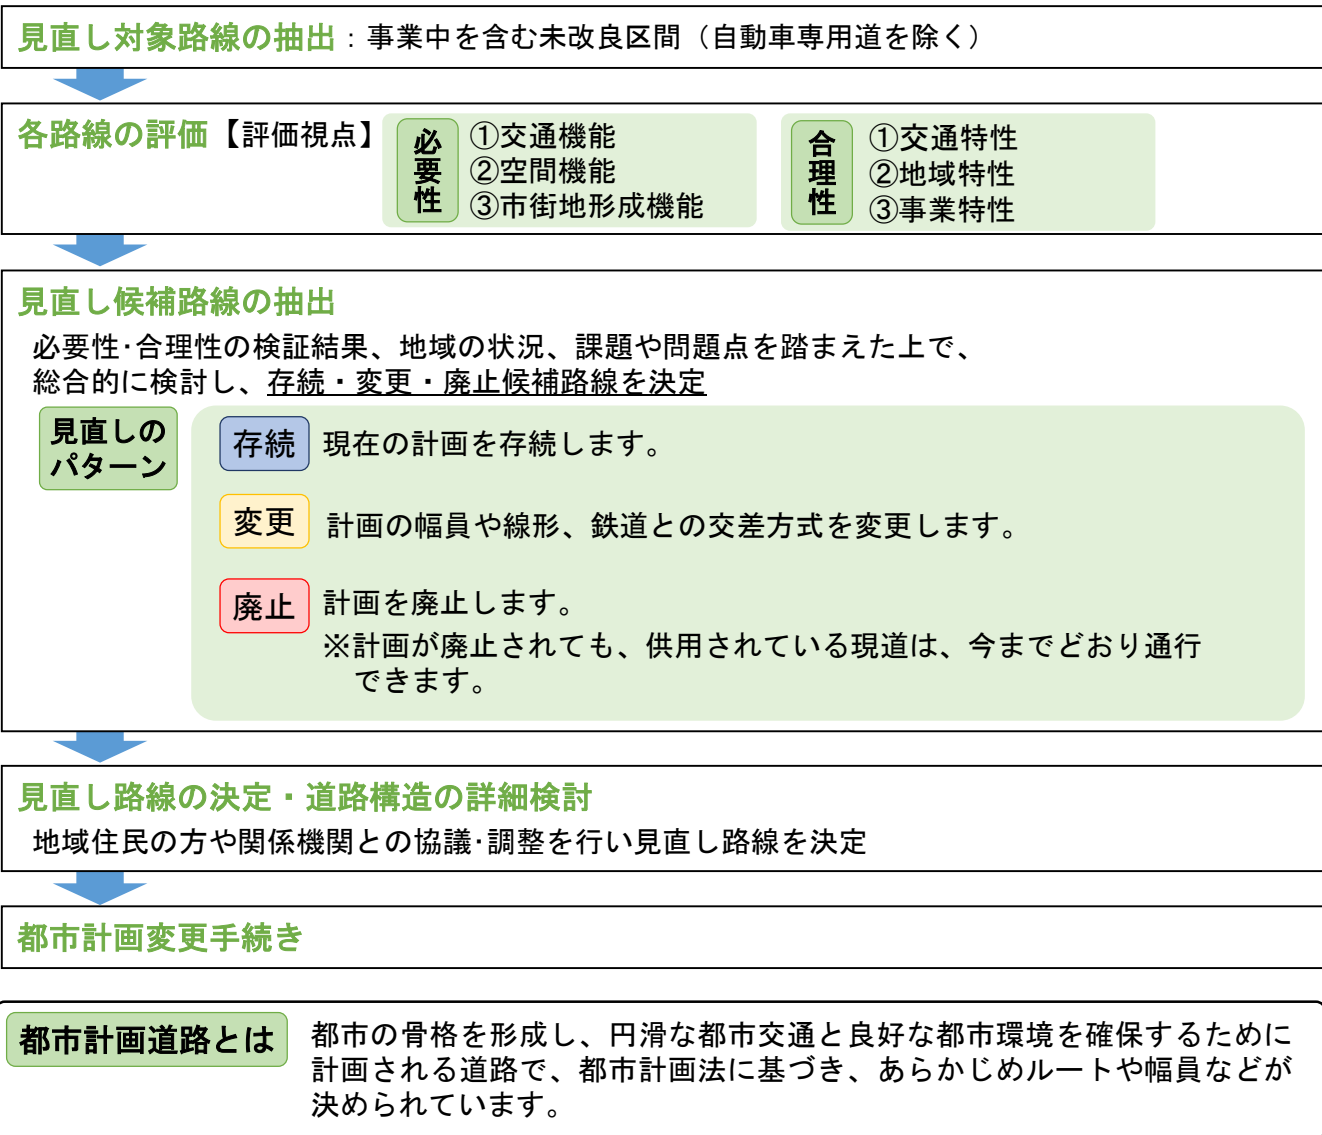 見直し対象路線の抽出：事業中を含む未改良区間（自動車専用道を除く）
各路線の評価【評価視点】
必要性
①交通機能
②空間機能
③市街地形成機能
合理性
①交通特性
②地域特性
③事業特性
見直し候補路線の抽出
必要性･合理性の検証結果、地域の状況、課題や問題点を踏まえた上で、
総合的に検討し、存続・変更・廃止候補路線を決定
見直しの
パターン
存続 現在の計画を存続します。
変更 計画の幅員や線形、鉄道との交差方式を変更します。
廃止 計画を廃止します。
※計画が廃止されても、供用されている現道は、今までどおり通行
できます。
見直し路線の決定・道路構造の詳細検討
地域住民の方や関係機関との協議･調整を行い見直し路線を決定
都市計画変更手続き
都市計画道路とは
都市の骨格を形成し、円滑な都市交通と良好な都市環境を確保するために
計画される道路で、都市計画法に基づき、あらかじめルートや幅員などが
決められています。